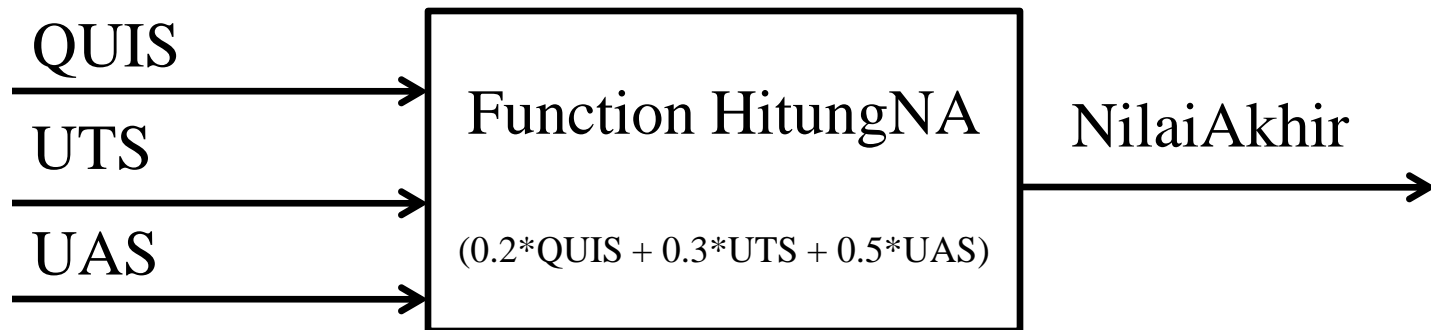 QUIS
UTS
UAS
Function HitungNA
(0.2*QUIS + 0.3*UTS + 0.5*UAS)
NilaiAkhir